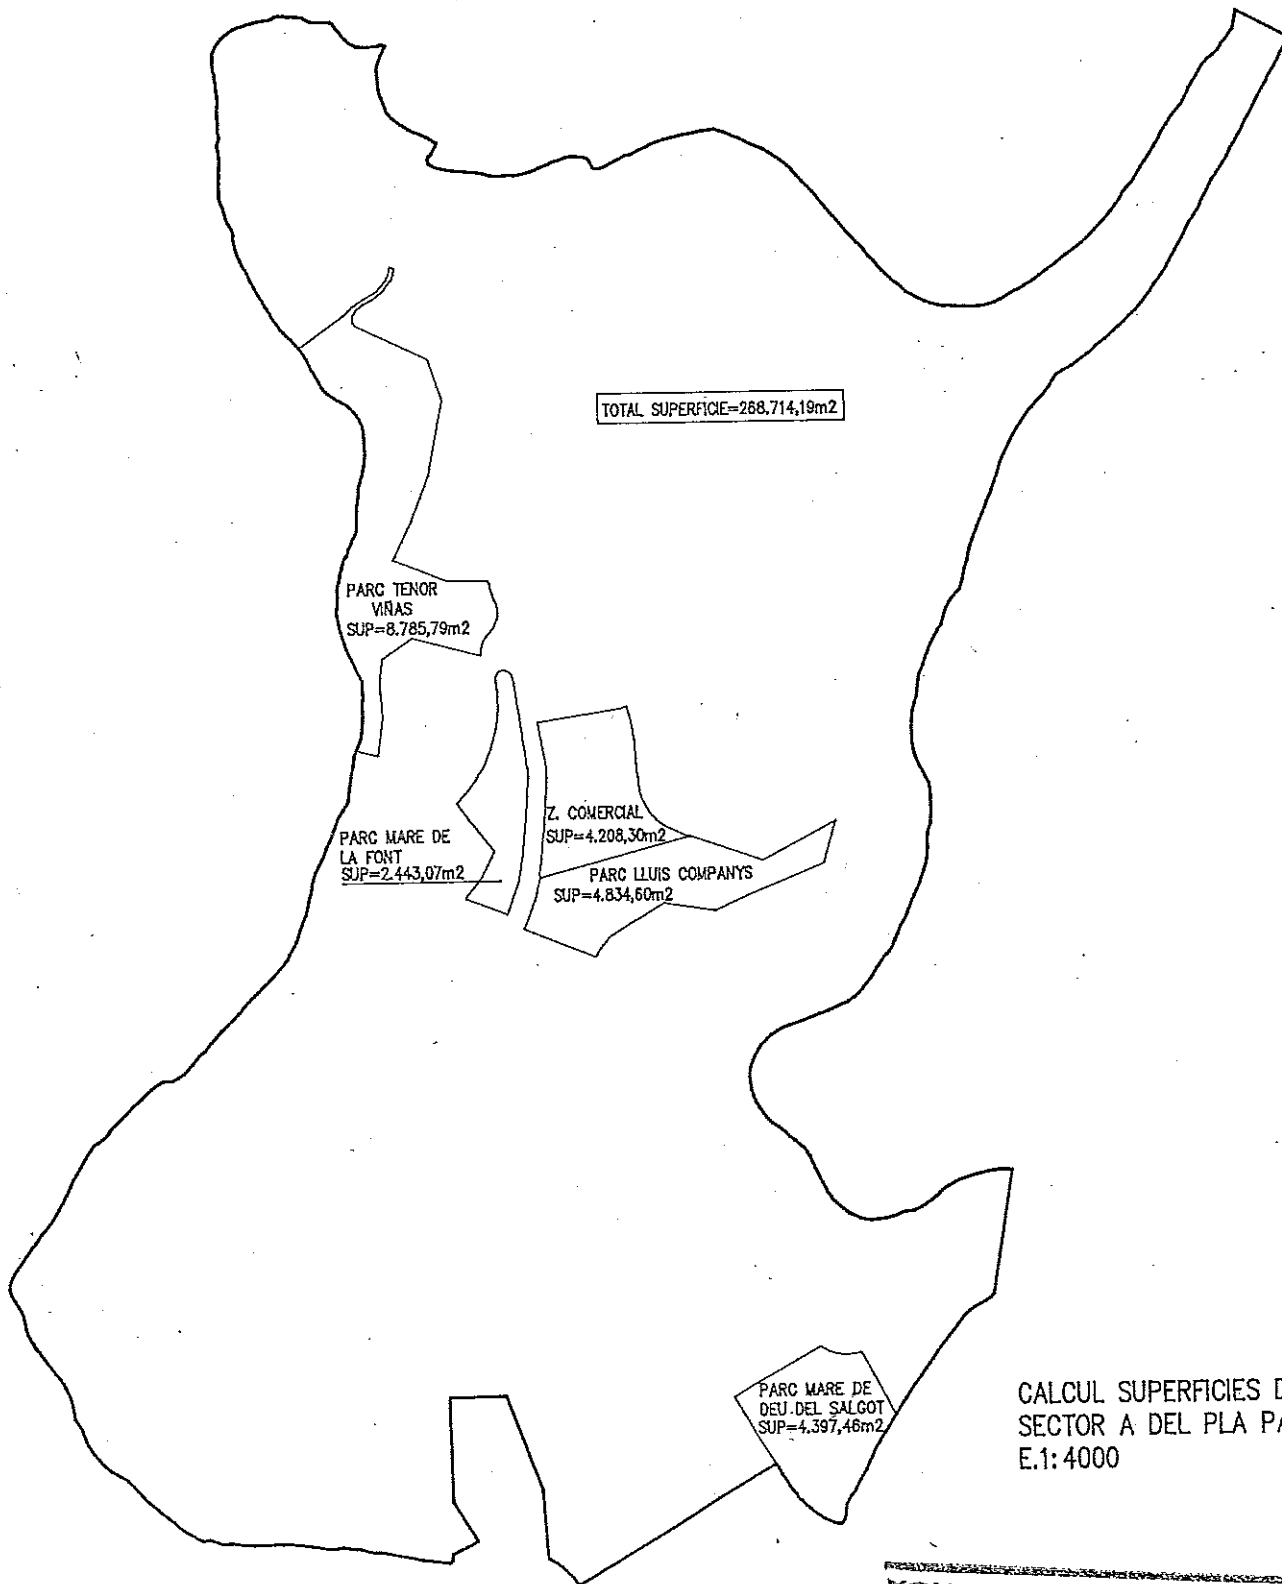 TOTAL SUPERFICIE=268.714,19m2
PARC TENOR
VIÑAS
SUP=8.785,79m2
Z. COMERCIAL
SUP=4.208,30m2
PARC MARE DE
LA FONT
SUP=2.443,07m2
PARC LLUIS COMPANYS
SUP=4.834,60m2
PARC MARE DE
DEU DEL SALGOT
SUP=4.397,46m2
CALCUL SUPERFICIES
SECTOR A DEL PLA
E.1:4000